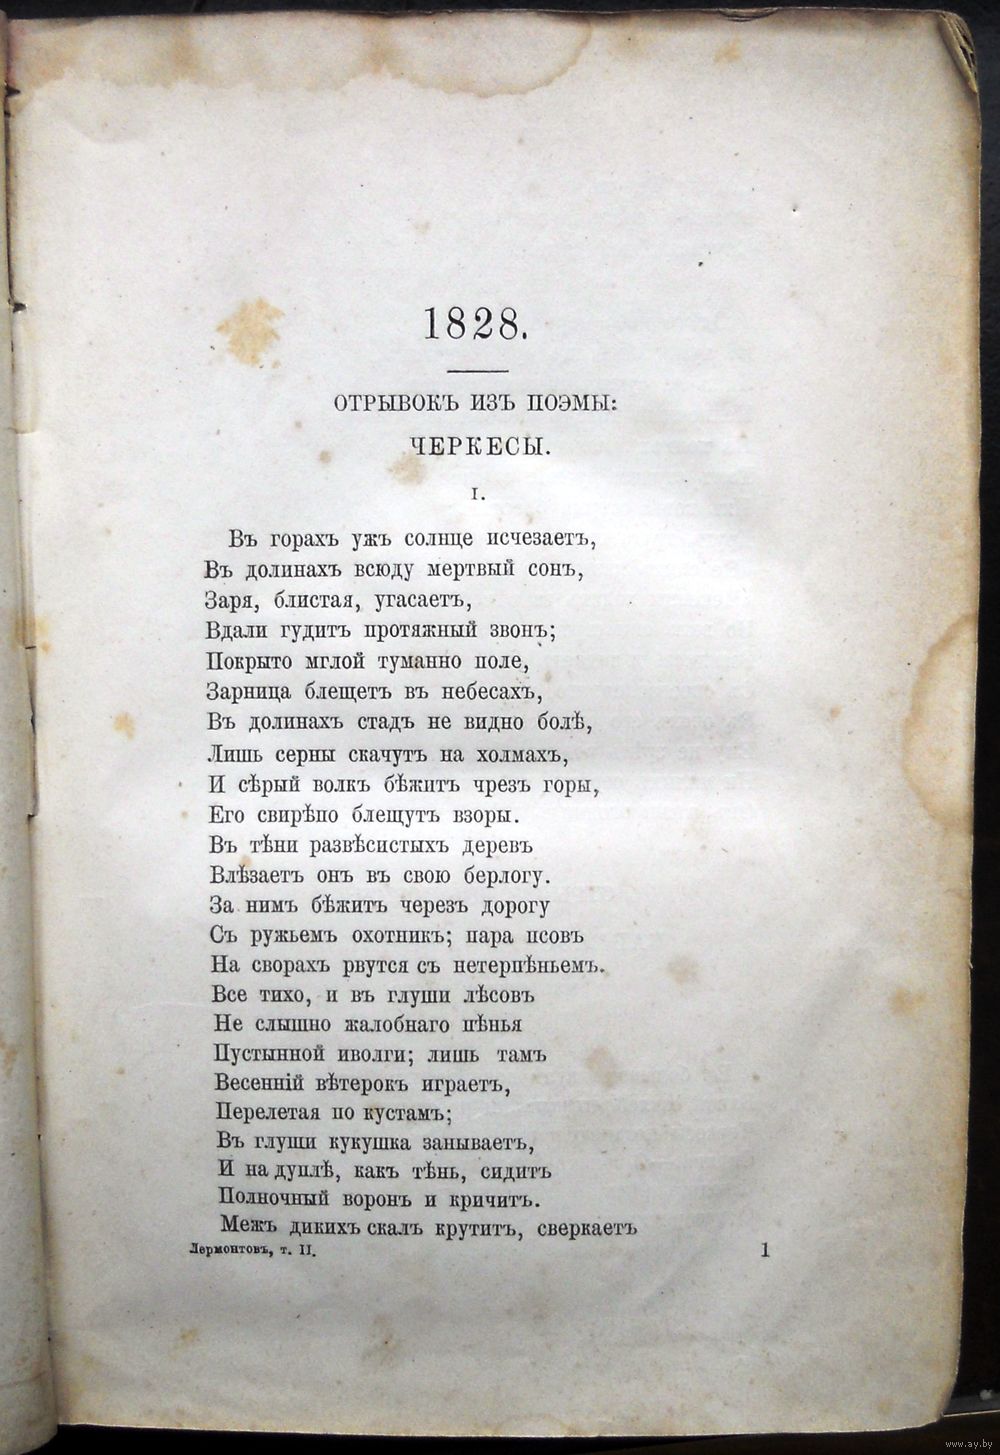 1828.
ОТРЫВОКЪ ИЗЪ ПОЭМЫ:
ЧЕРКЕСЫ.
I.
Въ горахъ ужъ солнце исчезаетъ,
Въ долинахъ всюду мертвый сонъ,
Заря, блистая, угасаетъ,
Вдали гудитъ протяжный звонъ;
Покрыто мглой туманно поле,
Зарница блещетъ въ небесахъ,
Въ долинахъ стадъ не видно болѣ,
Лишь серны скачутъ на холмахъ,
И сѣрый волкъ бѣжитъ чрезъ горы,
Его свирѣпо блещутъ взоры.
Въ тѣни развѣсистыхъ деревъ
Влѣзаетъ онъ въ свою берлогу.
За нимъ бѣжитъ черезъ дорогу
Съ ружьемъ охотникъ; пара псовъ
На сворахъ рвутся съ нетерпѣньемъ.
Все тихо, и въ глуши лѣсовъ
Не слышно жалобнаго пѣнья
Пустынной иволги; лишь тамъ
Весенній вѣтерокъ играетъ,
Перелетая по кустамъ;
Въ глуши кукушка занываетъ,
И на дуплѣ, какъ тѣнь, сидитъ
Полночный воронъ и кричитъ.
Межъ дикихъ скалъ крутитъ, сверкаетъ
Лермонтовъ, т. II.
1
www.ay.by